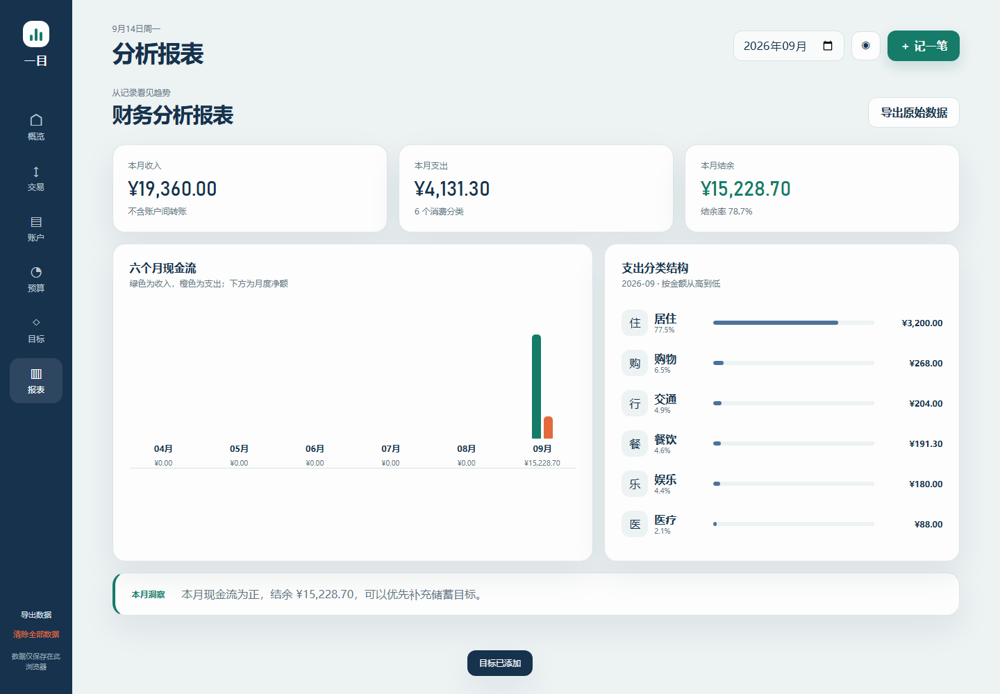 一目
概览
交易
账户
预算
目标
报表
导出数据
清除全部数据
数据仅保存在此
浏览器
9月14日周一
分析报表
2026年09月
+ 记一笔
从记录看见趋势
财务分析报表
导出原始数据
本月收入
¥19,360.00
不含账户间转账
本月支出
¥4,131.30
6 个消费分类
本月结余
¥15,228.70
结余率 78.7%
六个月现金流
绿色为收入，橙色为支出；下方为月度净额
04月
¥0.00
05月
¥0.00
06月
¥0.00
07月
¥0.00
08月
¥0.00
09月
¥15,228.70
支出分类结构
2026-09 · 按金额从高到低
住 居住 ¥3,200.00
77.5%
购 购物 ¥268.00
6.5%
行 交通 ¥204.00
4.9%
餐 餐饮 ¥191.30
4.6%
乐 娱乐 ¥180.00
4.4%
医 医疗 ¥88.00
2.1%
本月洞察 本月现金流为正，结余 ¥15,228.70，可以优先补充储蓄目标。
目标已添加